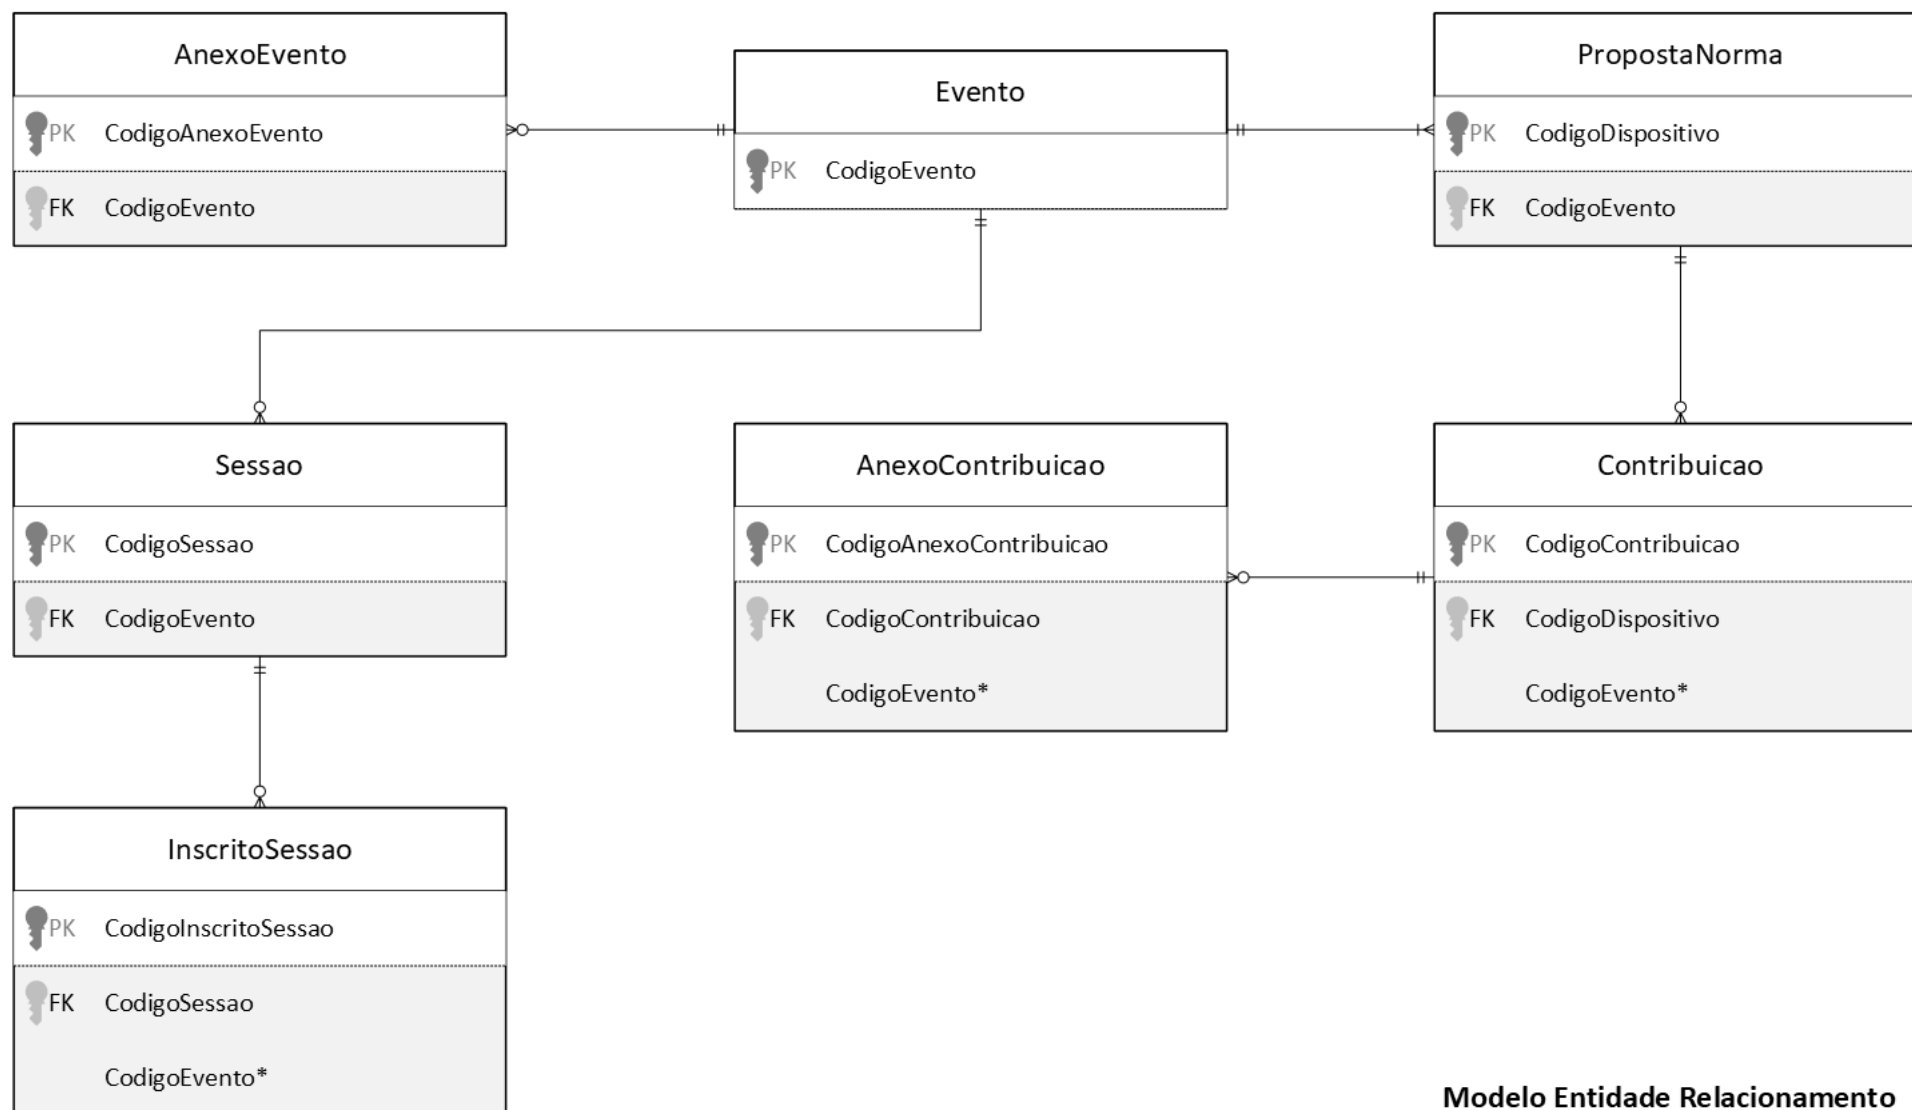 AnexoEvento
PK CodigoAnexoEvento
FK CodigoEvento
Evento
PK CodigoEvento
PropostaNorma
PK CodigoDispositivo
FK CodigoEvento
Sessao
PK CodigoSessao
FK CodigoEvento
AnexoContribuicao
PK CodigoAnexoContribuicao
FK CodigoContribuicao
CodigoEvento*
Contribuicao
PK CodigoContribuicao
FK CodigoDispositivo
CodigoEvento*
InscritoSessao
PK CodigoInscritoSessao
FK CodigoSessao
CodigoEvento*
Modelo Entidade Relacionamento